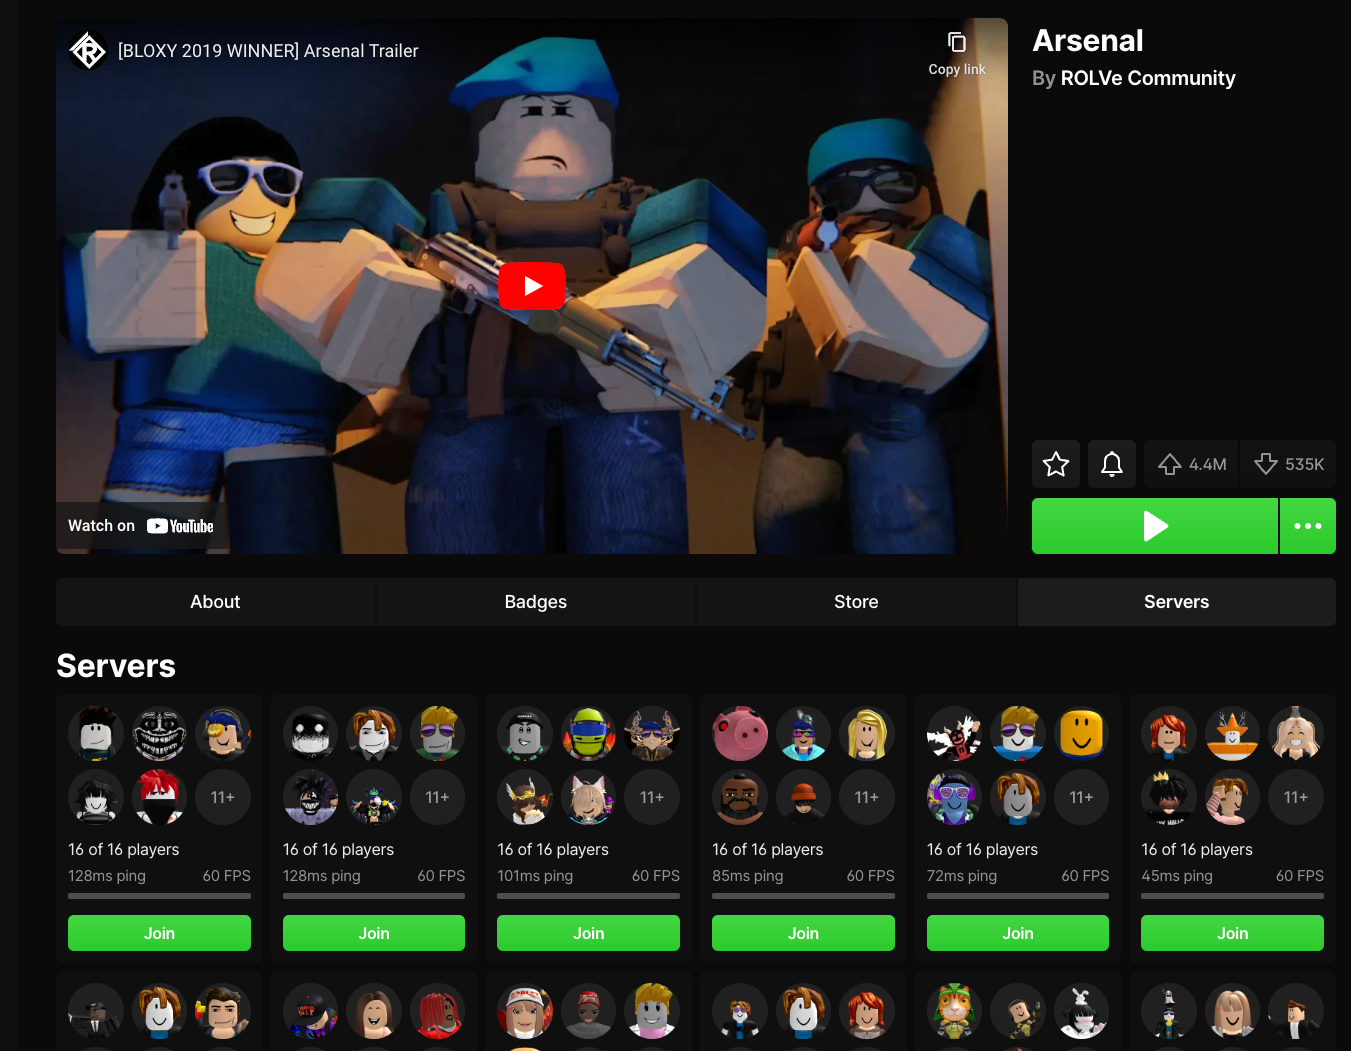 [BLOXY 2019 WINNER] Arsenal Trailer
Copy link
Arsenal
By ROLVe Community
4.4M
535K
Watch on YouTube
About
Badges
Store
Servers
Servers
11+
11+
11+
11+
11+
11+
16 of 16 players
16 of 16 players
16 of 16 players
16 of 16 players
16 of 16 players
16 of 16 players
128ms ping 60 FPS
128ms ping 60 FPS
101ms ping 60 FPS
85ms ping 60 FPS
72ms ping 60 FPS
45ms ping 60 FPS
Join
Join
Join
Join
Join
Join